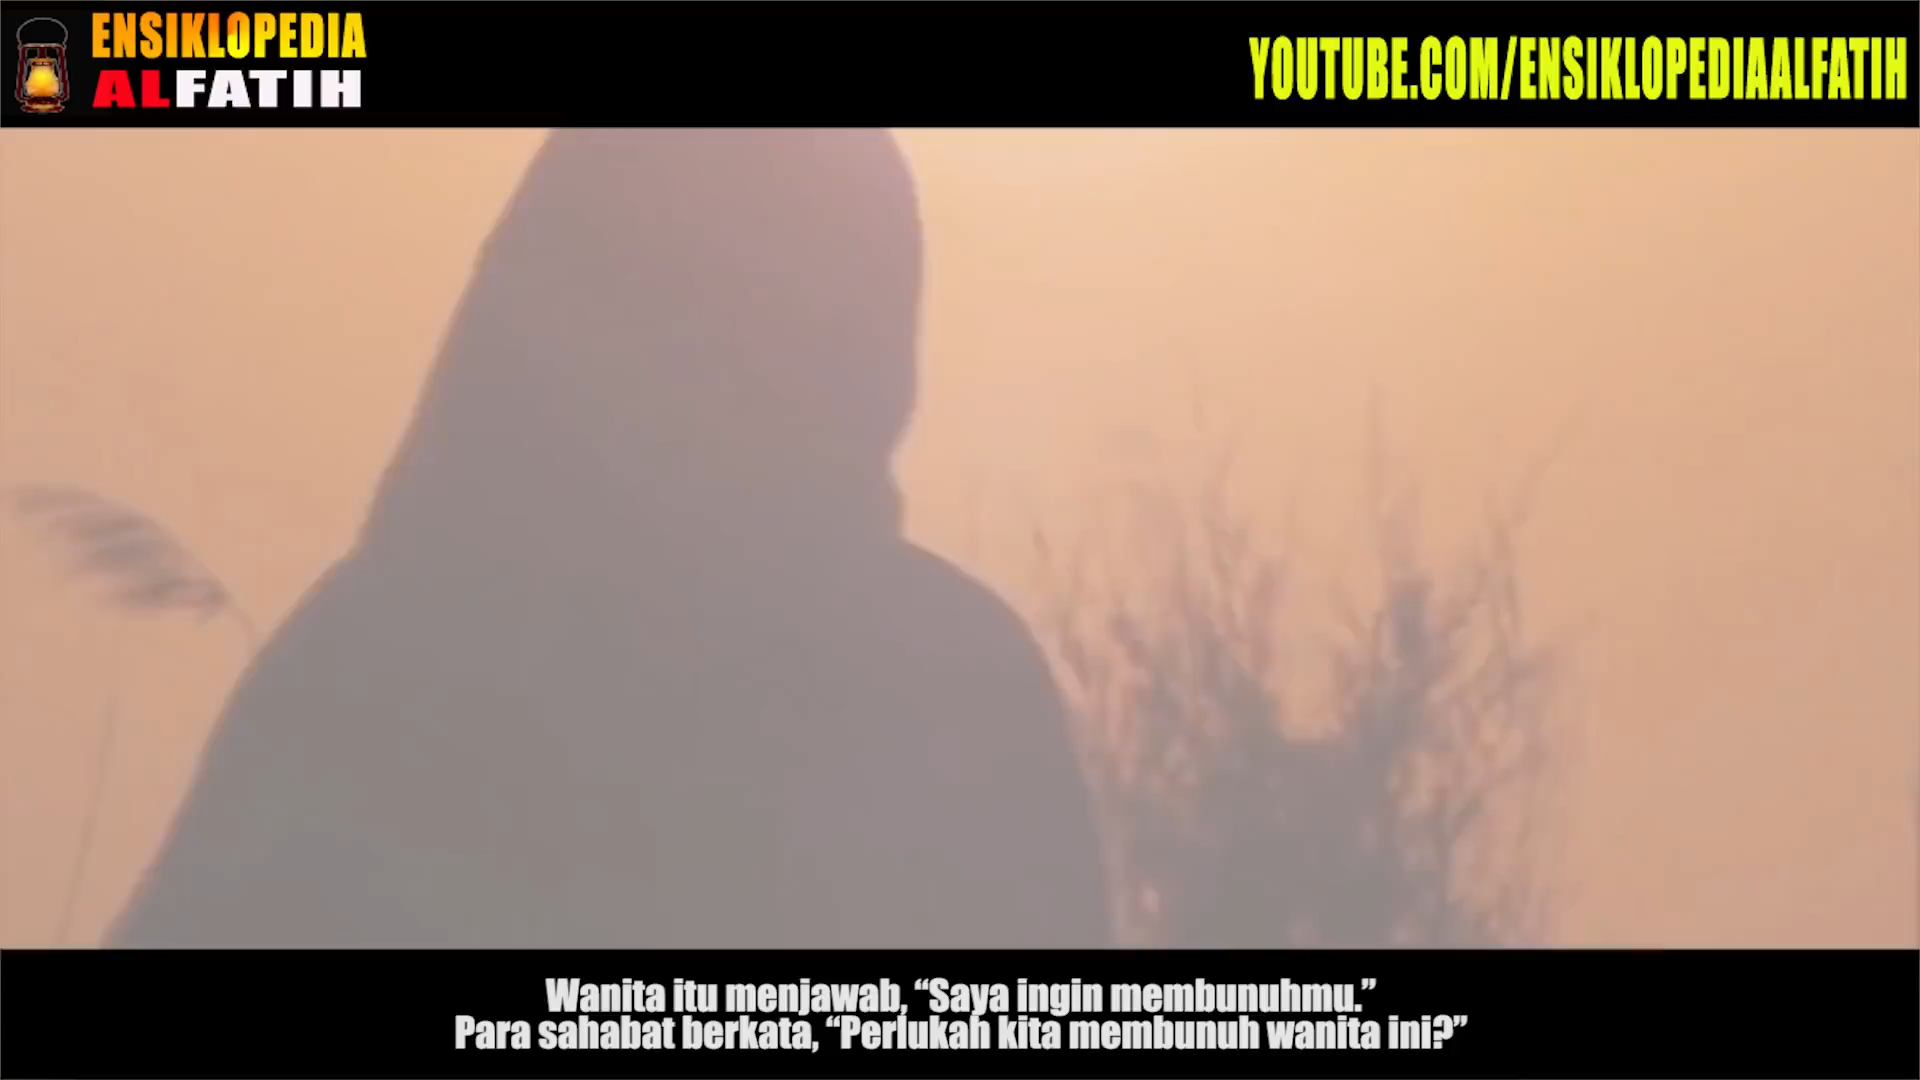 ENSIKLOPEDIA
ALFATIH
YOUTUBE.COM/ENSIKLOPEDIAALFATIH
Wanita itu menjawab, “Saya ingin membunuhmu.”
Para sahabat berkata, “Perlukah kita membunuh wanita ini?”